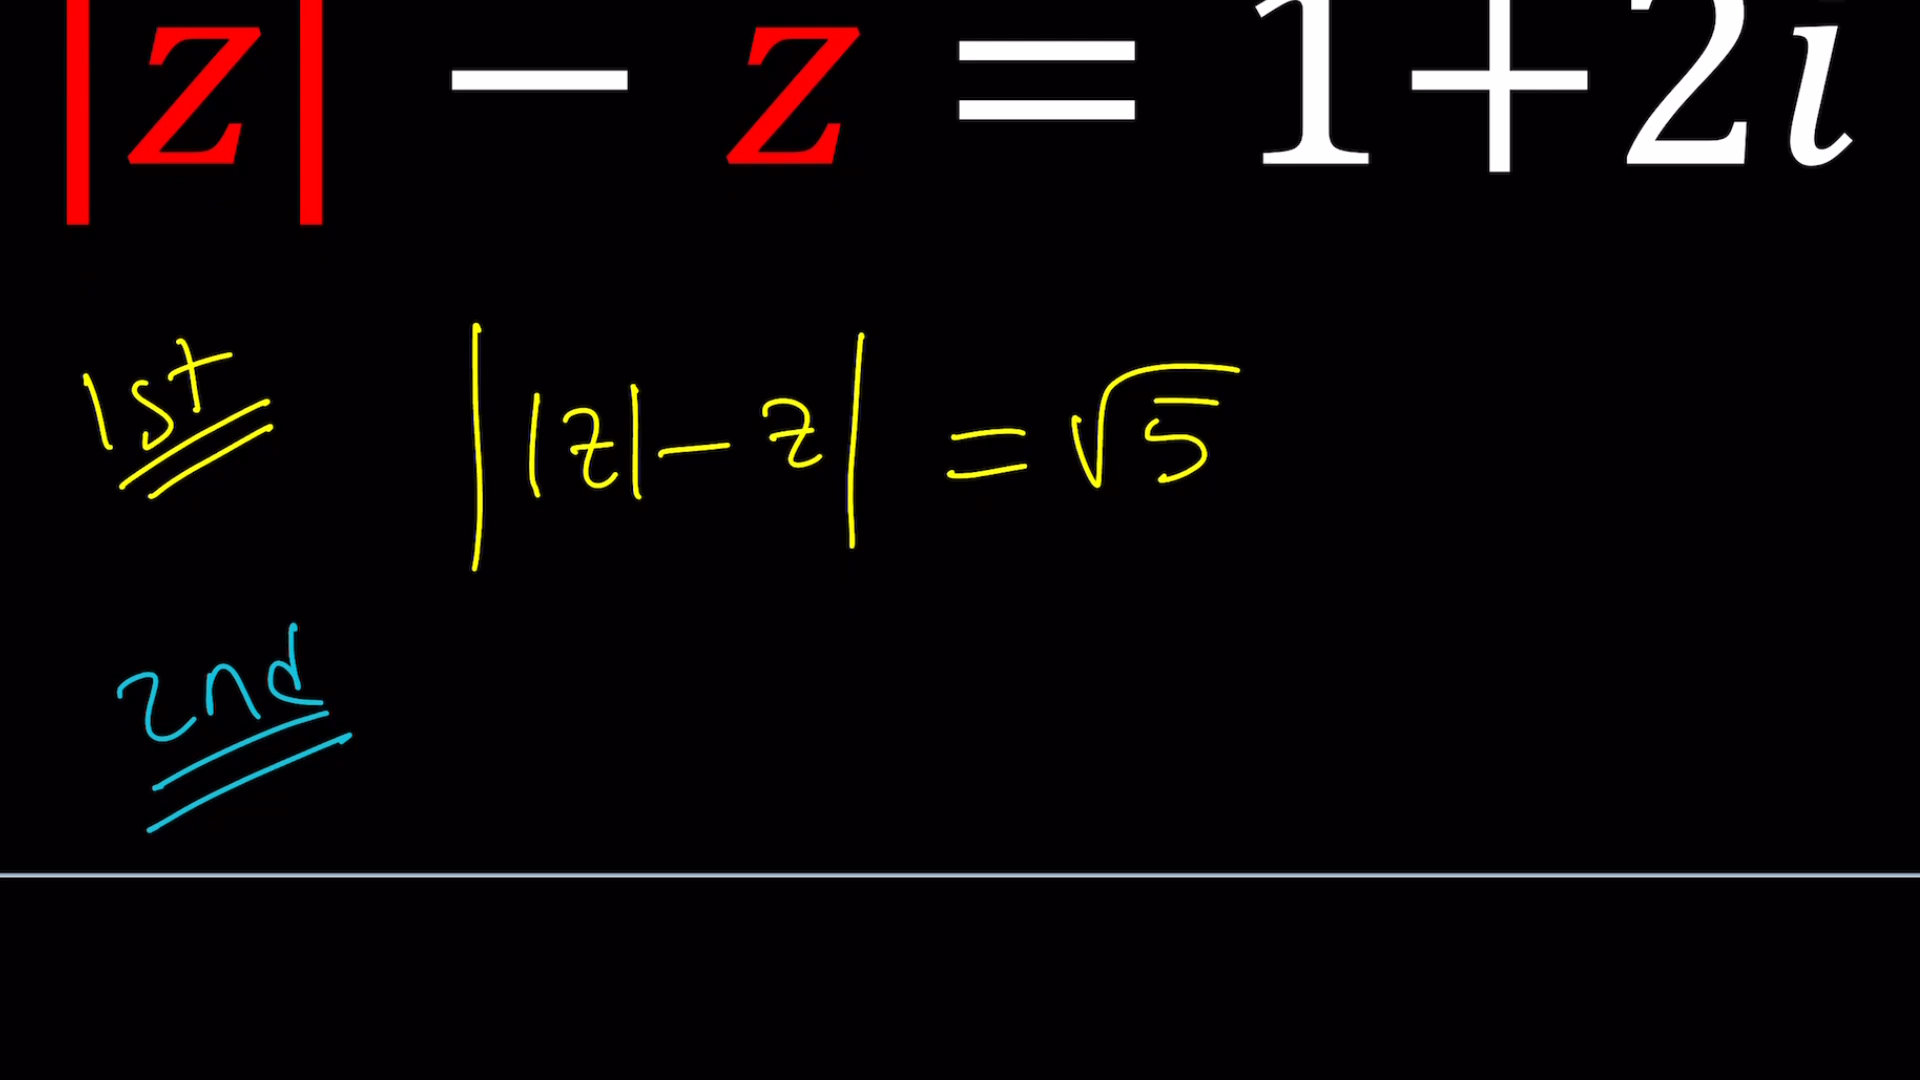 |z| − z = 1+2i
1st ||z|-z| = √5
2nd